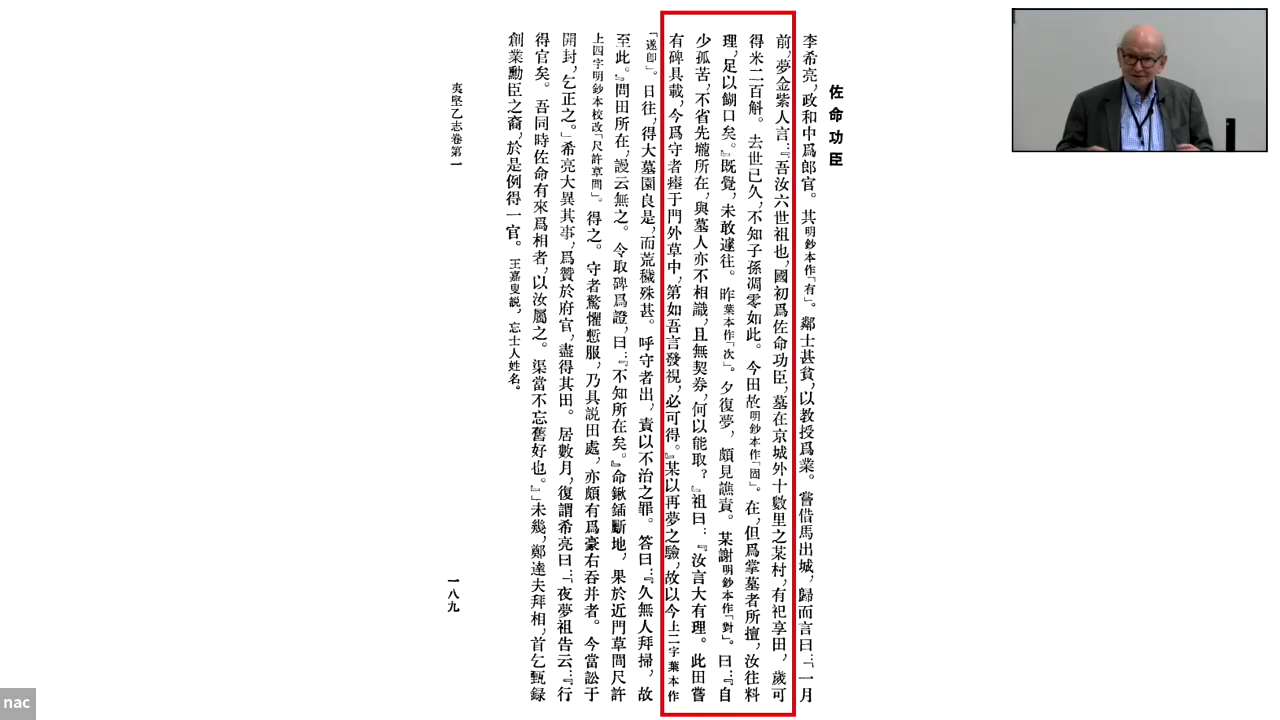 佐命功臣
李希亮，政和中爲郎官。其明鈔本作「有」。鄰士甚貧，以教授爲業。嘗借馬出城，歸而言曰：「一月
前，夢金紫人言：『吾汝六世祖也，國初爲佐命功臣，墓在京城外十數里之某村，有祀享田，歲可
得米二百斛。去世已久，不知子孫凋零如此。今田故明鈔本作「固」。在，但爲掌墓者所擅，汝往料
理，足以餬口矣。』既覺，未敢遽往。昨葉本作「次」。夕復夢，頗見譙責。某謝明鈔本作「對」。曰：『自
少孤苦，不省先壠所在，與墓人亦不相識，且無契券，何以能取？』祖曰：『汝言大有理。此田嘗
有碑具載，今爲守者瘞于門外草中，第如吾言發視，必可得。』某以再夢之驗，故以今上二字葉本作
「遂卽」。日往，得大墓園良是，而荒穢殊甚。呼守者出，責以不治之罪。答曰：『久無人拜掃，故
至此。』問田所在，謾云無之。令取碑爲證，曰：『不知所在矣。』命鍬鍤斸地，果於近門草間尺許
上四字明鈔本校改「尺許草間」。得之。守者驚懼慙服，乃具説田處，亦頗有爲豪右吞并者。今當訟于
開封，乞正之。」希亮大異其事，爲贊於府官，盡得其田。居數月，復謂希亮曰：「夜夢祖告云：『行
得官矣。吾同時佐命有來爲相者，以汝屬之。渠當不忘舊好也。』」未幾，鄭達夫拜相，首乞甄録
創業勳臣之裔，於是例得一官。王嘉叟説，忘士人姓名。
夷堅乙志卷第一
一八九
nac